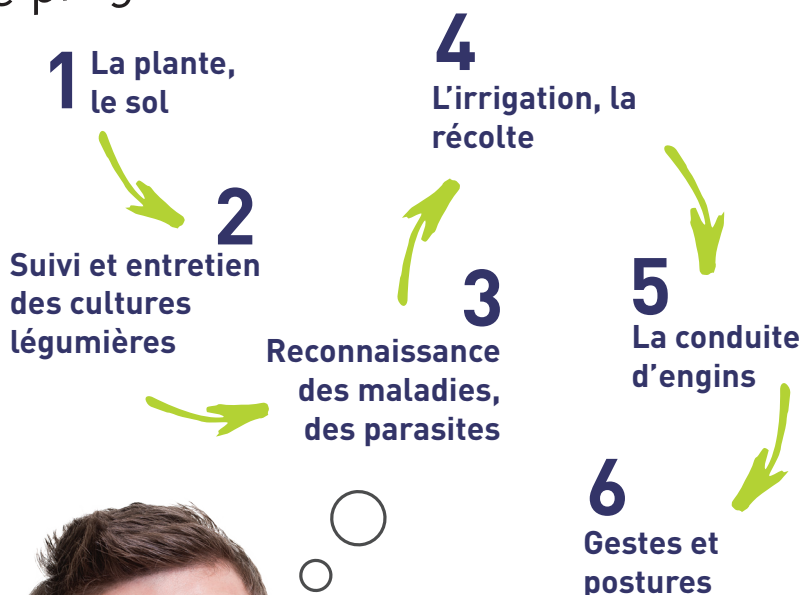 1
La plante,
le sol
2
Suivi et entretien
des cultures
légumières
3
Reconnaissance
des maladies,
des parasites
4
L'irrigation, la
récolte
5
La conduite
d'engins
6
Gestes et
postures